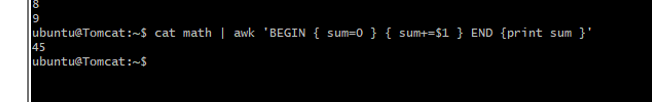 8
9
ubuntu@Tomcat:~$ cat math | awk 'BEGIN { sum=0 } { sum+=$1 } END {print sum }'
45
ubuntu@Tomcat:~$